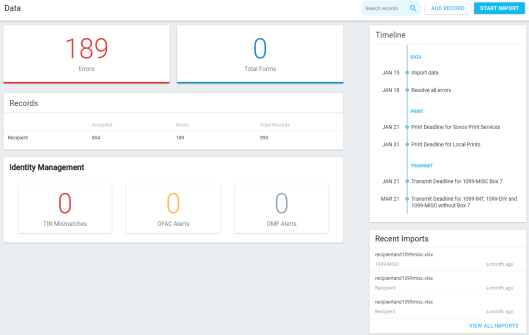 Data
Search records
ADD RECORD
START IMPORT
189
Errors
0
Total Forms
Records
Accepted Errors Total Records
Recipient 804 189 993
Identity Management
0
TIN Mismatches
0
OFAC Alerts
0
DMF Alerts
Timeline
DATA
JAN 15 Import data
JAN 18 Resolve all errors
PRINT
JAN 21 Print Deadline for Sovos Print Services
JAN 31 Print Deadline for Local Prints
TRANSMIT
JAN 21 Transmit Deadline for 1099-MISC Box 7
MAR 21 Transmit Deadline for 1099-INT, 1099-DIV and
1099-MISC without Box 7
Recent Imports
recipientand1099misc.xlsx
1099-MISC a month ago
recipientand1099misc.xlsx
Recipient a month ago
recipientand1099misc.xlsx
Recipient a month ago
VIEW ALL IMPORTS